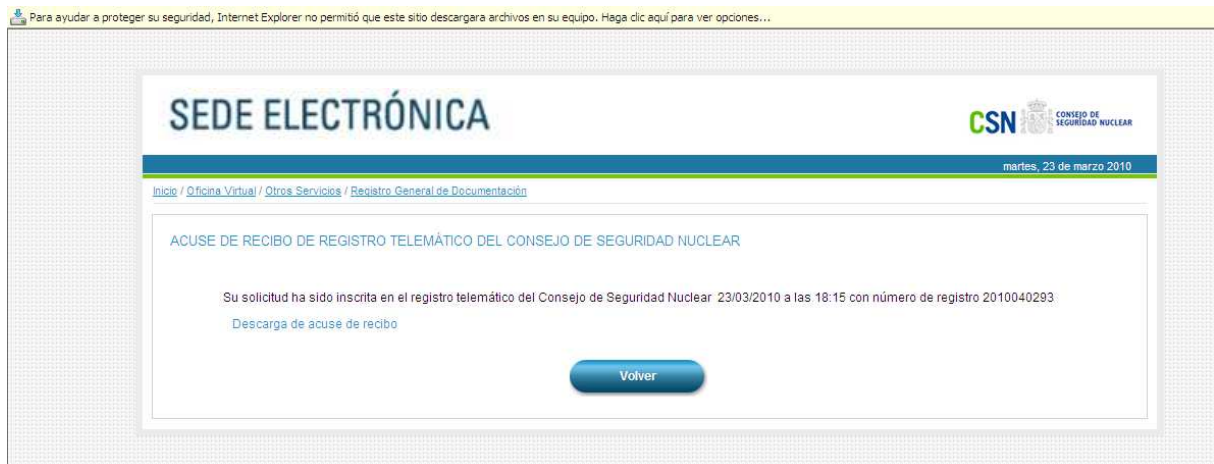 Para ayudar a proteger su seguridad, Internet Explorer no permitió que este sitio descargara archivos en su equipo. Haga clic aquí para ver opciones...
SEDE ELECTRÓNICA
CSN CONSEJO DE
SEGURIDAD NUCLEAR
martes, 23 de marzo 2010
Inicio / Oficina Virtual / Otros Servicios / Registro General de Documentación
ACUSE DE RECIBO DE REGISTRO TELEMÁTICO DEL CONSEJO DE SEGURIDAD NUCLEAR
Su solicitud ha sido inscrita en el registro telemático del Consejo de Seguridad Nuclear 23/03/2010 a las 18:15 con número de registro 2010040293
Descarga de acuse de recibo
Volver